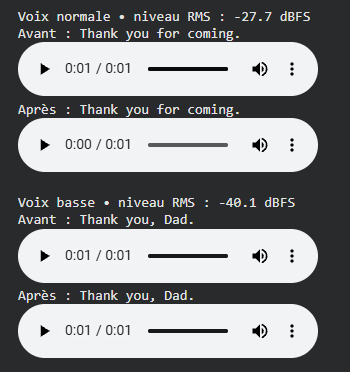 Voix normale • niveau RMS : -27.7 dBFS
Avant : Thank you for coming.
0:01 / 0:01
Après : Thank you for coming.
0:00 / 0:01
Voix basse • niveau RMS : -40.1 dBFS
Avant : Thank you, Dad.
0:01 / 0:01
Après : Thank you, Dad.
0:01 / 0:01